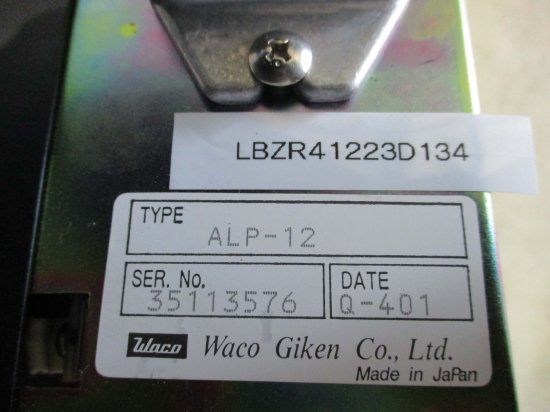 LBZR41223D134
TYPE
ALP-12
SER. No.
35113576
DATE
Q-401
Waco Waco Giken Co., Ltd.
Made in JaPan